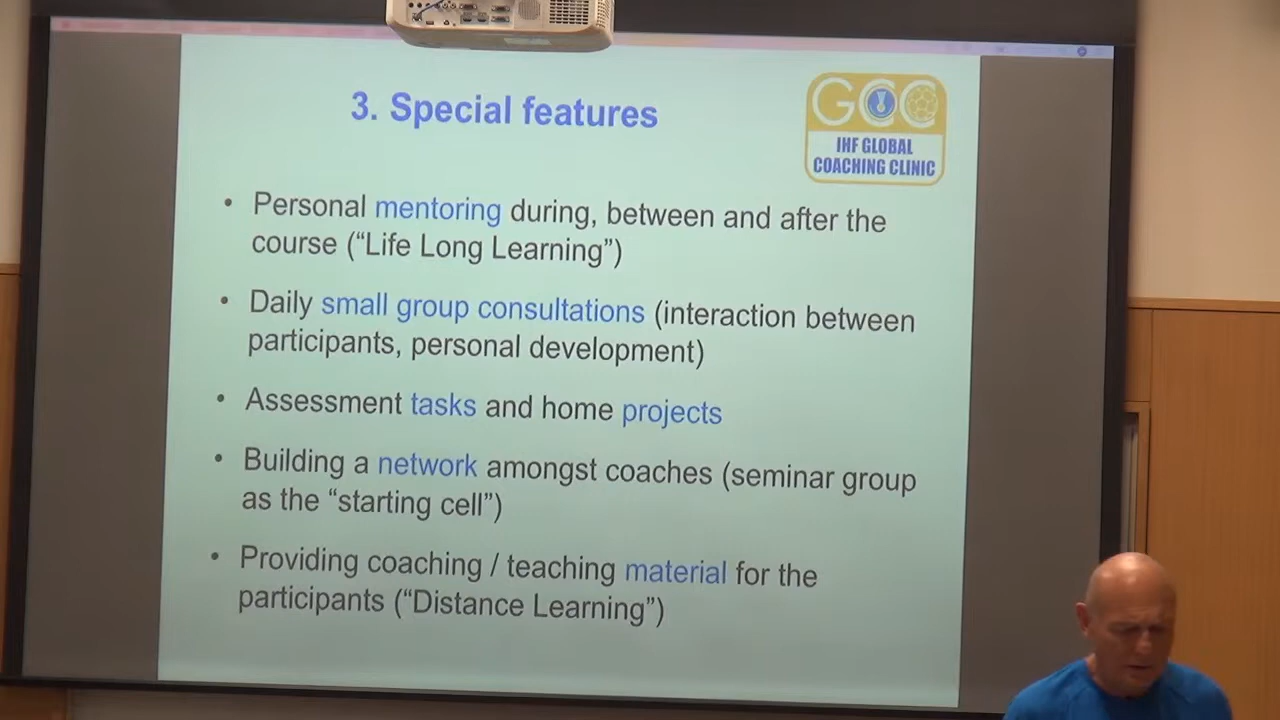 3. Special features
GCC
IHF GLOBAL
COACHING CLINIC
• Personal mentoring during, between and after the
course (“Life Long Learning”)
• Daily small group consultations (interaction between
participants, personal development)
• Assessment tasks and home projects
• Building a network amongst coaches (seminar group
as the “starting cell”)
• Providing coaching / teaching material for the
participants (“Distance Learning”)